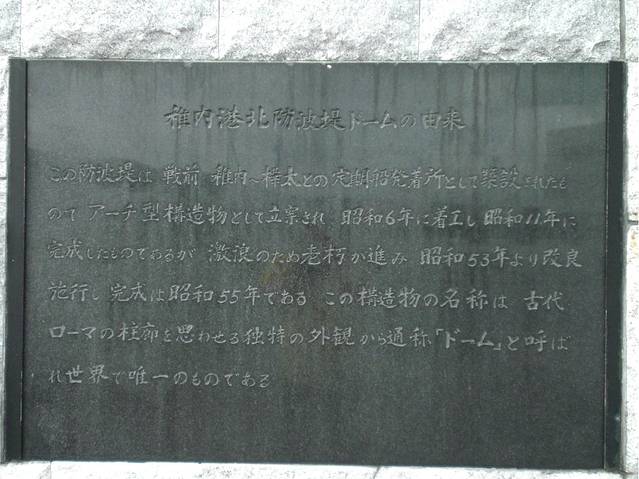 稚内港北防波堤ドームの由来
この防波堤は 戦前 稚内〜樺太との定期船発着所として築設されたも
ので アーチ型構造物として立案され 昭和6年に着工し 昭和11年に
完成したものであるが 激浪のため老朽が進み 昭和53年より改良
施行し 完成は昭和55年である この構造物の名称は 古代
ローマの柱廊を思わせる独特の外観から通称「ドーム」と呼ば
れ世界で唯一のものである